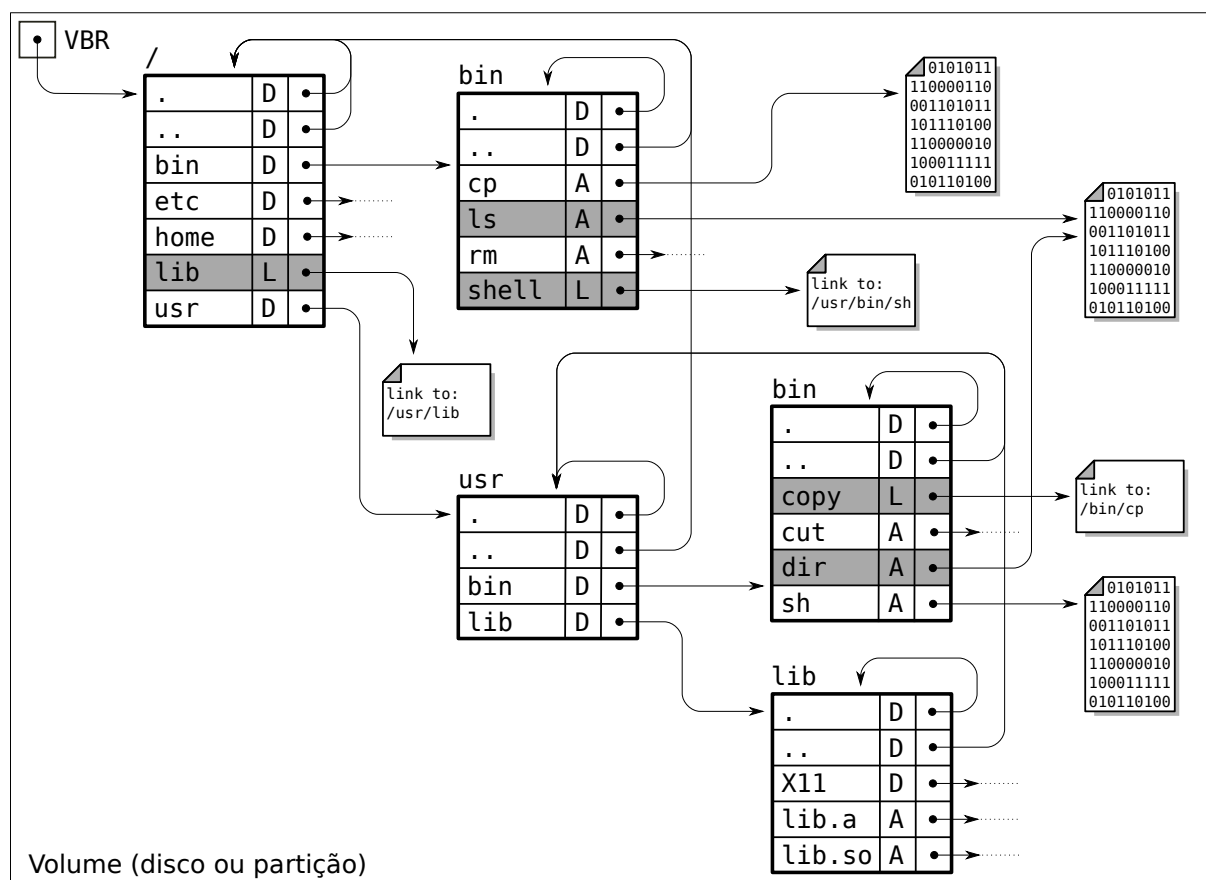 VBR
/
. D
.. D
bin D
etc D
home D
lib L
usr D
bin
. D
.. D
cp A
ls A
rm A
shell L
0101011
110000110
001101011
101110100
110000010
100011111
010110100
0101011
110000110
001101011
101110100
110000010
100011111
010110100
link to:
/usr/bin/sh
link to:
/usr/lib
usr
. D
.. D
bin D
lib D
bin
. D
.. D
copy L
cut A
dir A
sh A
link to:
/bin/cp
0101011
110000110
001101011
101110100
110000010
100011111
010110100
lib
. D
.. D
X11 D
lib.a A
lib.so A
Volume (disco ou partição)